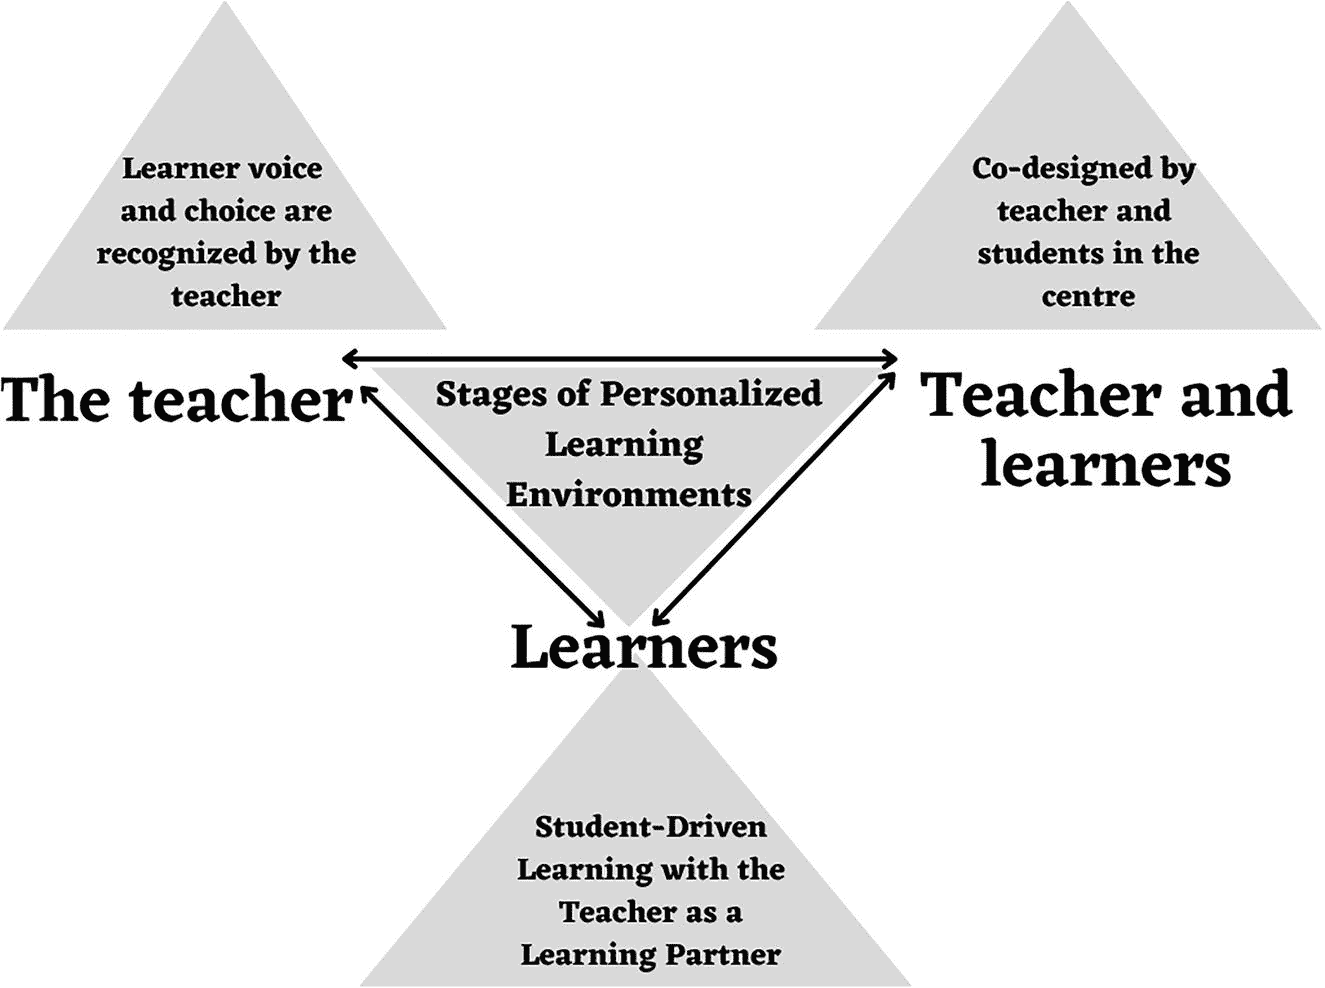 Learner voice
and choice are
recognized by the
teacher
Co-designed by
teacher and
students in the
centre
The teacher
Stages of Personalized
Learning
Environments
Teacher and
learners
Learners
Student-Driven
Learning with the
Teacher as a
Learning Partner